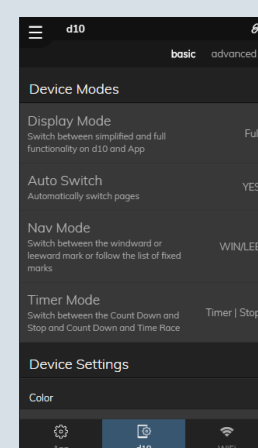 d10
basic advanced
Device Modes
Display Mode
Switch between simplified and full
functionality on d10 and App
Full
Auto Switch
Automatically switch pages
YES
Nav Mode
Switch between the windward or
leeward mark or follow the list of fixed
marks
WIN/LEE
Timer Mode
Switch between the Count Down and
Stop and Count Down and Time Race
Timer | Stop
Device Settings
Color
App d10 WiFi